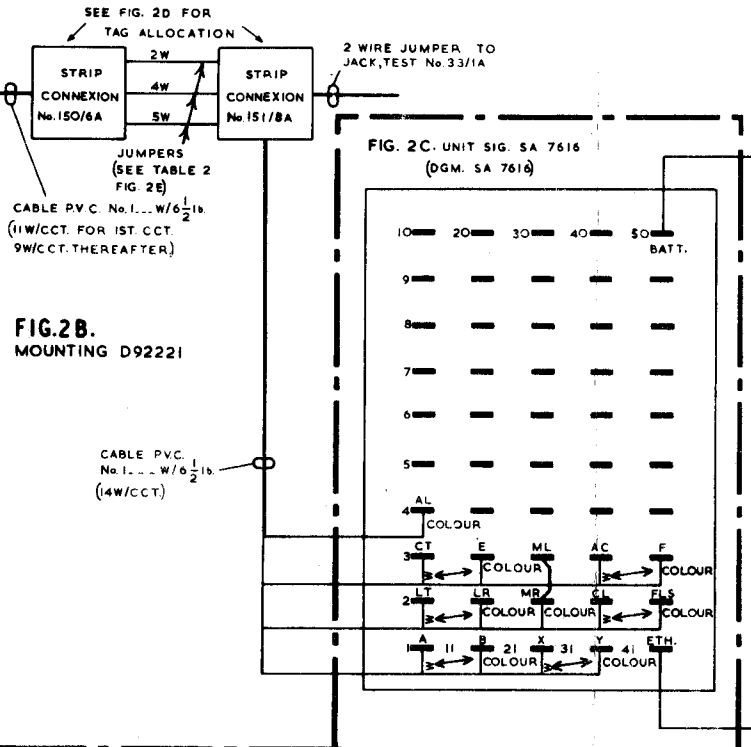 SEE FIG. 2D FOR
TAG ALLOCATION
STRIP
CONNEXION
No. 150/6A
2W
4W
5W
STRIP
CONNEXION
No. 151/8A
2 WIRE JUMPER TO
JACK, TEST No. 33/1A
JUMPERS
(SEE TABLE 2
FIG. 2E)
CABLE P.V.C. No. 1___ W/6½ lb.
(11W/CCT. FOR 1ST. CCT.
9W/CCT. THEREAFTER)
FIG. 2B.
MOUNTING D92221
CABLE P.V.C.
No. 1___ W/6½ lb.
(14W/CCT.)
FIG. 2C. UNIT SIG. SA 7616
(DGM. SA 7616)
10 20 30 40 50
BATT.
9
8
7
6
5
AL
4
COLOUR
CT E ML AC F
3 W COLOUR W COLOUR
LT LR MR CL FLS
2 W COLOUR COLOUR W COLOUR
A B X Y ETH.
1 11 21 31 41
W COLOUR W COLOUR